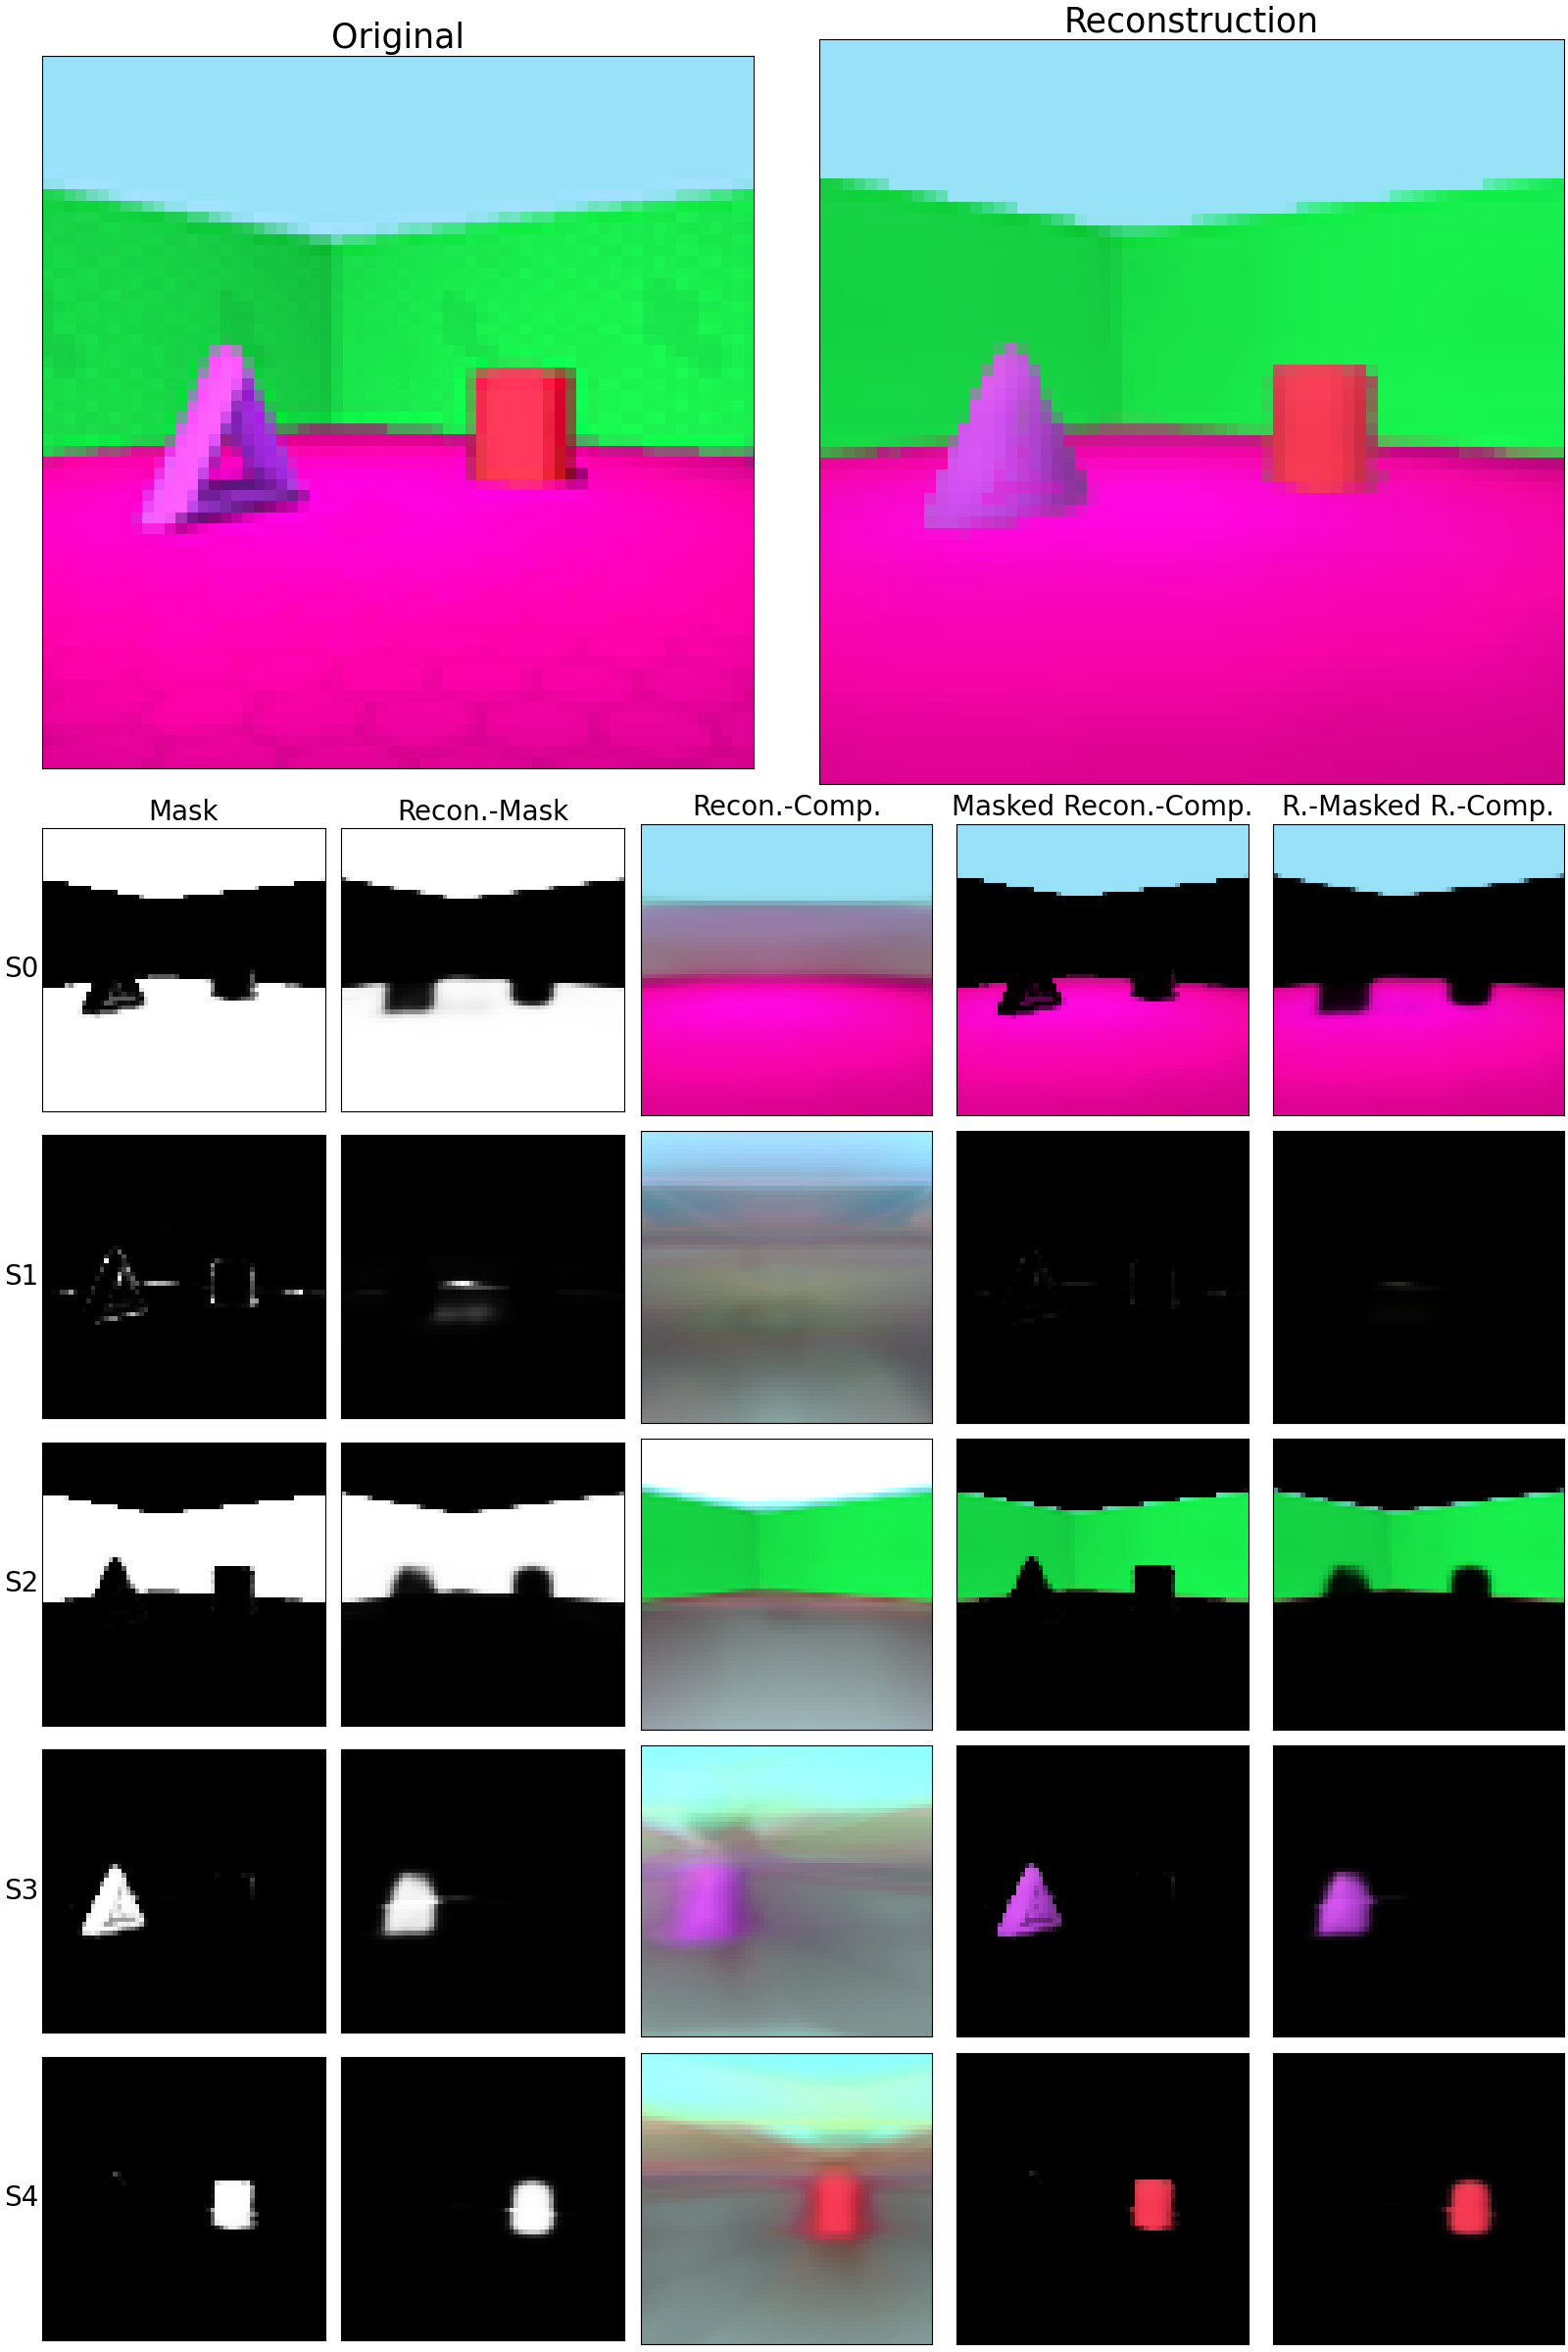 Original
Reconstruction
Mask
Recon.-Mask
Recon.-Comp.
Masked Recon.-Comp.
R.-Masked R.-Comp.
S0
S1
S2
S3
S4